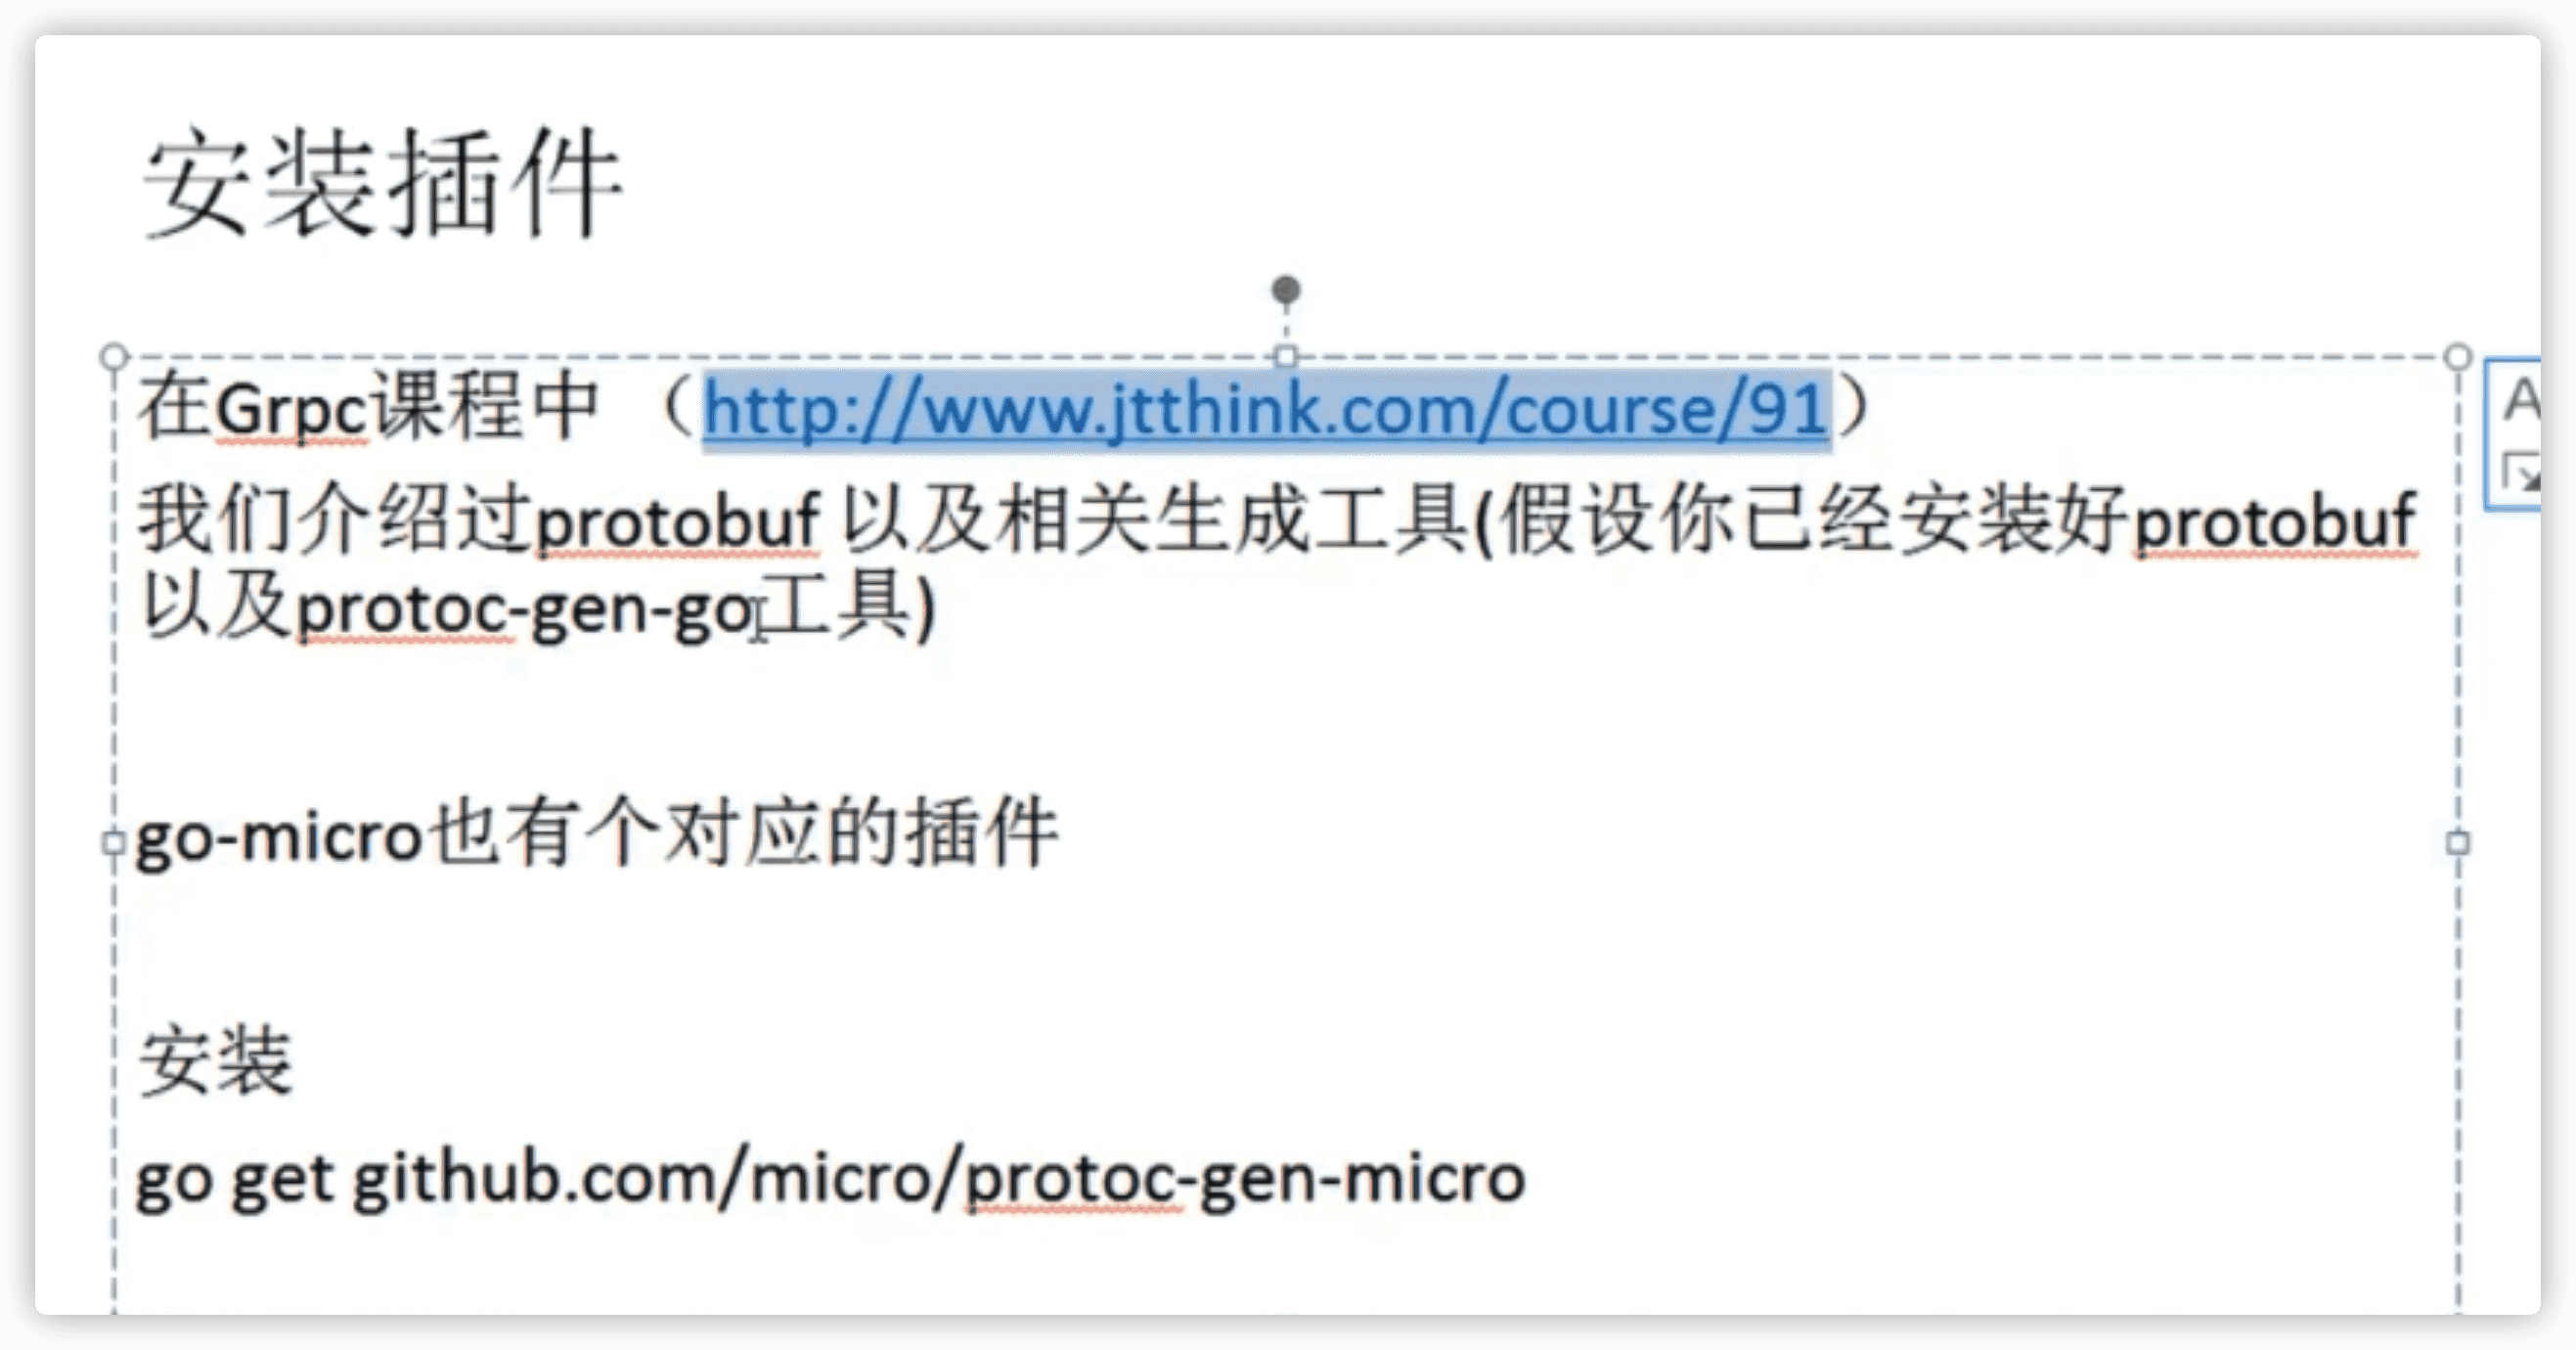 安装插件
在Grpc课程中 （http://www.jtthink.com/course/91）
我们介绍过protobuf 以及相关生成工具(假设你已经安装好protobuf
以及protoc-gen-go工具)
go-micro也有个对应的插件
安装
go get github.com/micro/protoc-gen-micro